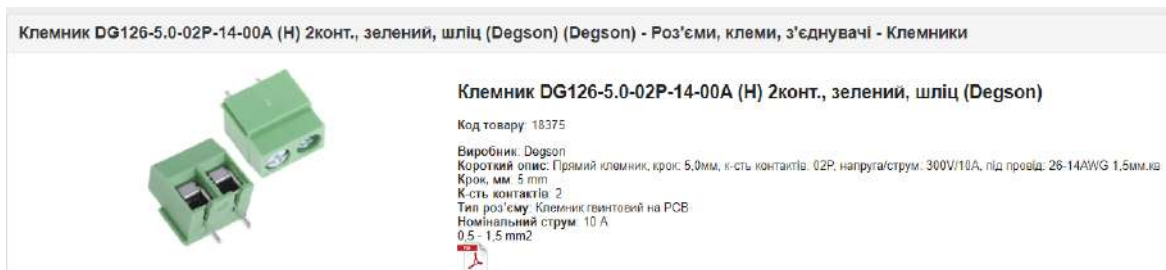 Клемник DG126-5.0-02P-14-00A (H) 2конт., зелений, шліц (Degson) (Degson) - Роз'єми, клеми, з'єднувачі - Клемники
Клемник DG126-5.0-02P-14-00A (H) 2конт., зелений, шліц (Degson)
Код товару: 18375
Виробник: Degson
Короткий опис: Прямий клемник, крок: 5,0мм, к-сть контактів: 02P, напруга/струм: 300V/10A, під провід: 26-14AWG 1,5мм.кв
Крок, мм: 5 mm
К-сть контактів: 2
Тип роз'єму: Клемник гвинтовий на PCB
Номінальний струм: 10 A
0,5 - 1,5 mm2